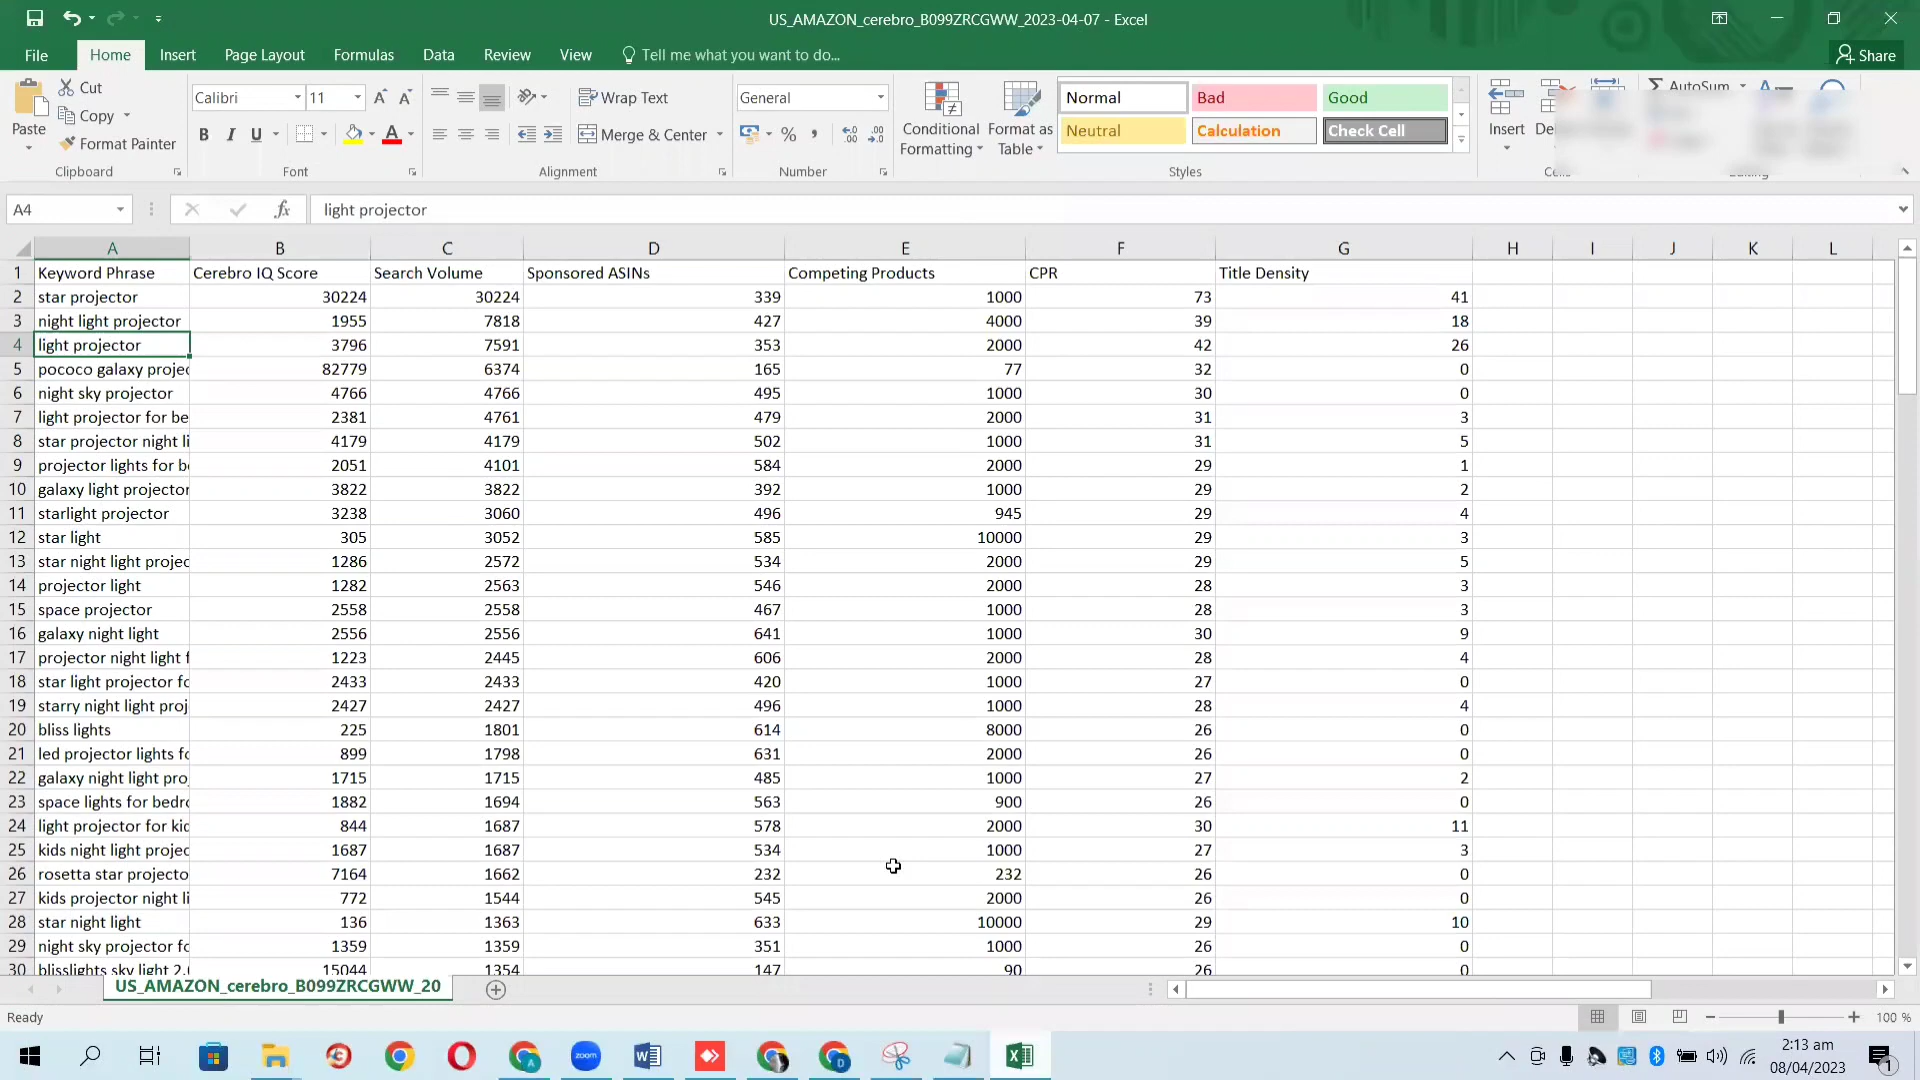 US_AMAZON_cerebro_B099ZRCGWW_2023-04-07 - Excel
File Home Insert Page Layout Formulas Data Review View Tell me what you want to do... Share
Paste Cut Copy Format Painter
Calibri 11 B I U
Wrap Text Merge & Center
General %
Conditional Formatting Format as Table
Normal Bad Good
Neutral Calculation Check Cell
Insert AutoSum
Clipboard Font Alignment Number Styles
A4 fx light projector
A B C D E F G H I J K L
1 Keyword Phrase Cerebro IQ Score Search Volume Sponsored ASINs Competing Products CPR Title Density
2 star projector 30224 30224 339 1000 73 41
3 night light projector 1955 7818 427 4000 39 18
4 light projector 3796 7591 353 2000 42 26
5 pococo galaxy projec 82779 6374 165 77 32 0
6 night sky projector 4766 4766 495 1000 30 0
7 light projector for be 2381 4761 479 2000 31 3
8 star projector night li 4179 4179 502 1000 31 5
9 projector lights for b 2051 4101 584 2000 29 1
10 galaxy light projector 3822 3822 392 1000 29 2
11 starlight projector 3238 3060 496 945 29 4
12 star light 305 3052 585 10000 29 3
13 star night light projec 1286 2572 534 2000 29 5
14 projector light 1282 2563 546 2000 28 3
15 space projector 2558 2558 467 1000 28 3
16 galaxy night light 2556 2556 641 1000 30 9
17 projector night light f 1223 2445 606 2000 28 4
18 star light projector fo 2433 2433 420 1000 27 0
19 starry night light proj 2427 2427 496 1000 28 4
20 bliss lights 225 1801 614 8000 26 0
21 led projector lights fo 899 1798 631 2000 26 0
22 galaxy night light pro 1715 1715 485 1000 27 2
23 space lights for bedr 1882 1694 563 900 26 0
24 light projector for kid 844 1687 578 2000 30 11
25 kids night light projec 1687 1687 534 1000 27 3
26 rosetta star projecto 7164 1662 232 232 26 0
27 kids projector night li 772 1544 545 2000 26 0
28 star night light 136 1363 633 10000 29 10
29 night sky projector fo 1359 1359 351 1000 26 0
30 blisslights sky light 2. 15044 1354 147 90 26 0
US_AMAZON_cerebro_B099ZRCGWW_20
Ready 100 %
zoom
2:13 am
08/04/2023
1